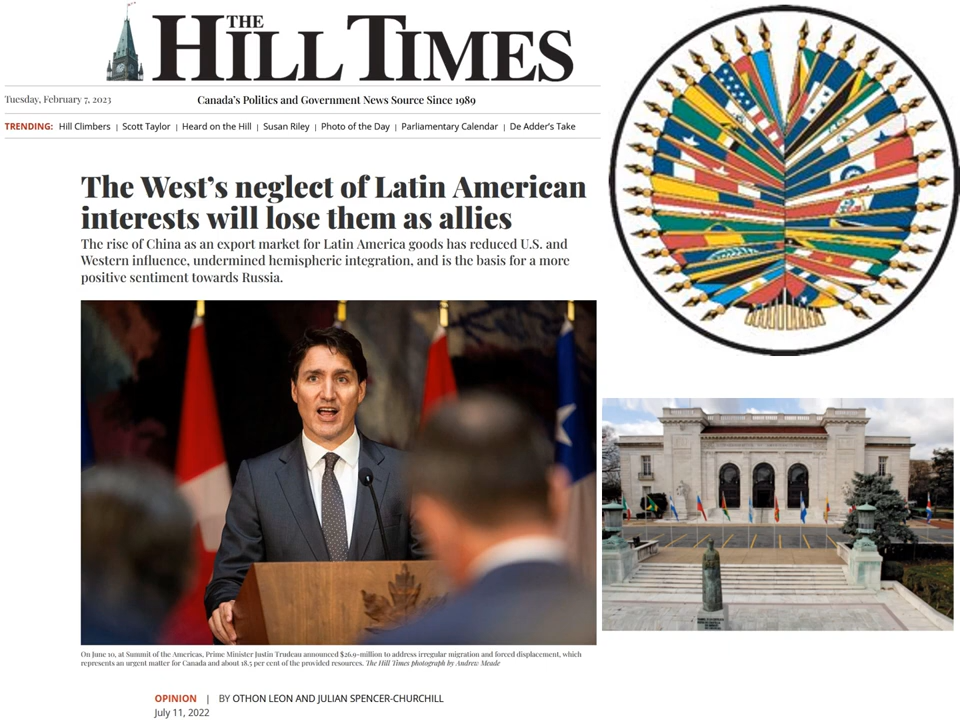 THE
HILL TIMES
Tuesday, February 7, 2023
Canada's Politics and Government News Source Since 1989
TRENDING: Hill Climbers | Scott Taylor | Heard on the Hill | Susan Riley | Photo of the Day | Parliamentary Calendar | De Adder's Take
The West's neglect of Latin American
interests will lose them as allies
The rise of China as an export market for Latin America goods has reduced U.S. and
Western influence, undermined hemispheric integration, and is the basis for a more
positive sentiment towards Russia.
On June 10, at Summit of the Americas, Prime Minister Justin Trudeau announced $26.9-million to address irregular migration and forced displacement, which
represents an urgent matter for Canada and about 18.5 per cent of the provided resources. The Hill Times photograph by Andrew Meade
OPINION | BY OTHON LEON AND JULIAN SPENCER-CHURCHILL
July 11, 2022